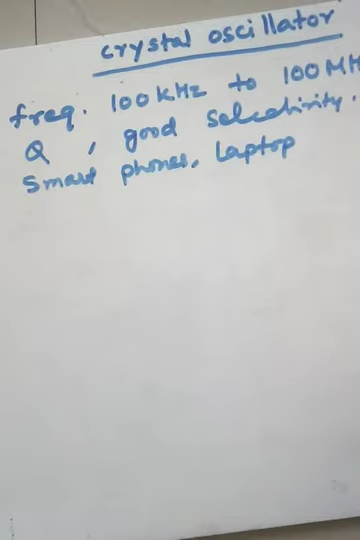 crystal oscillator
freq. 100 KHz to 100 MH
Q, good selectivity.
Smart phones, Laptop